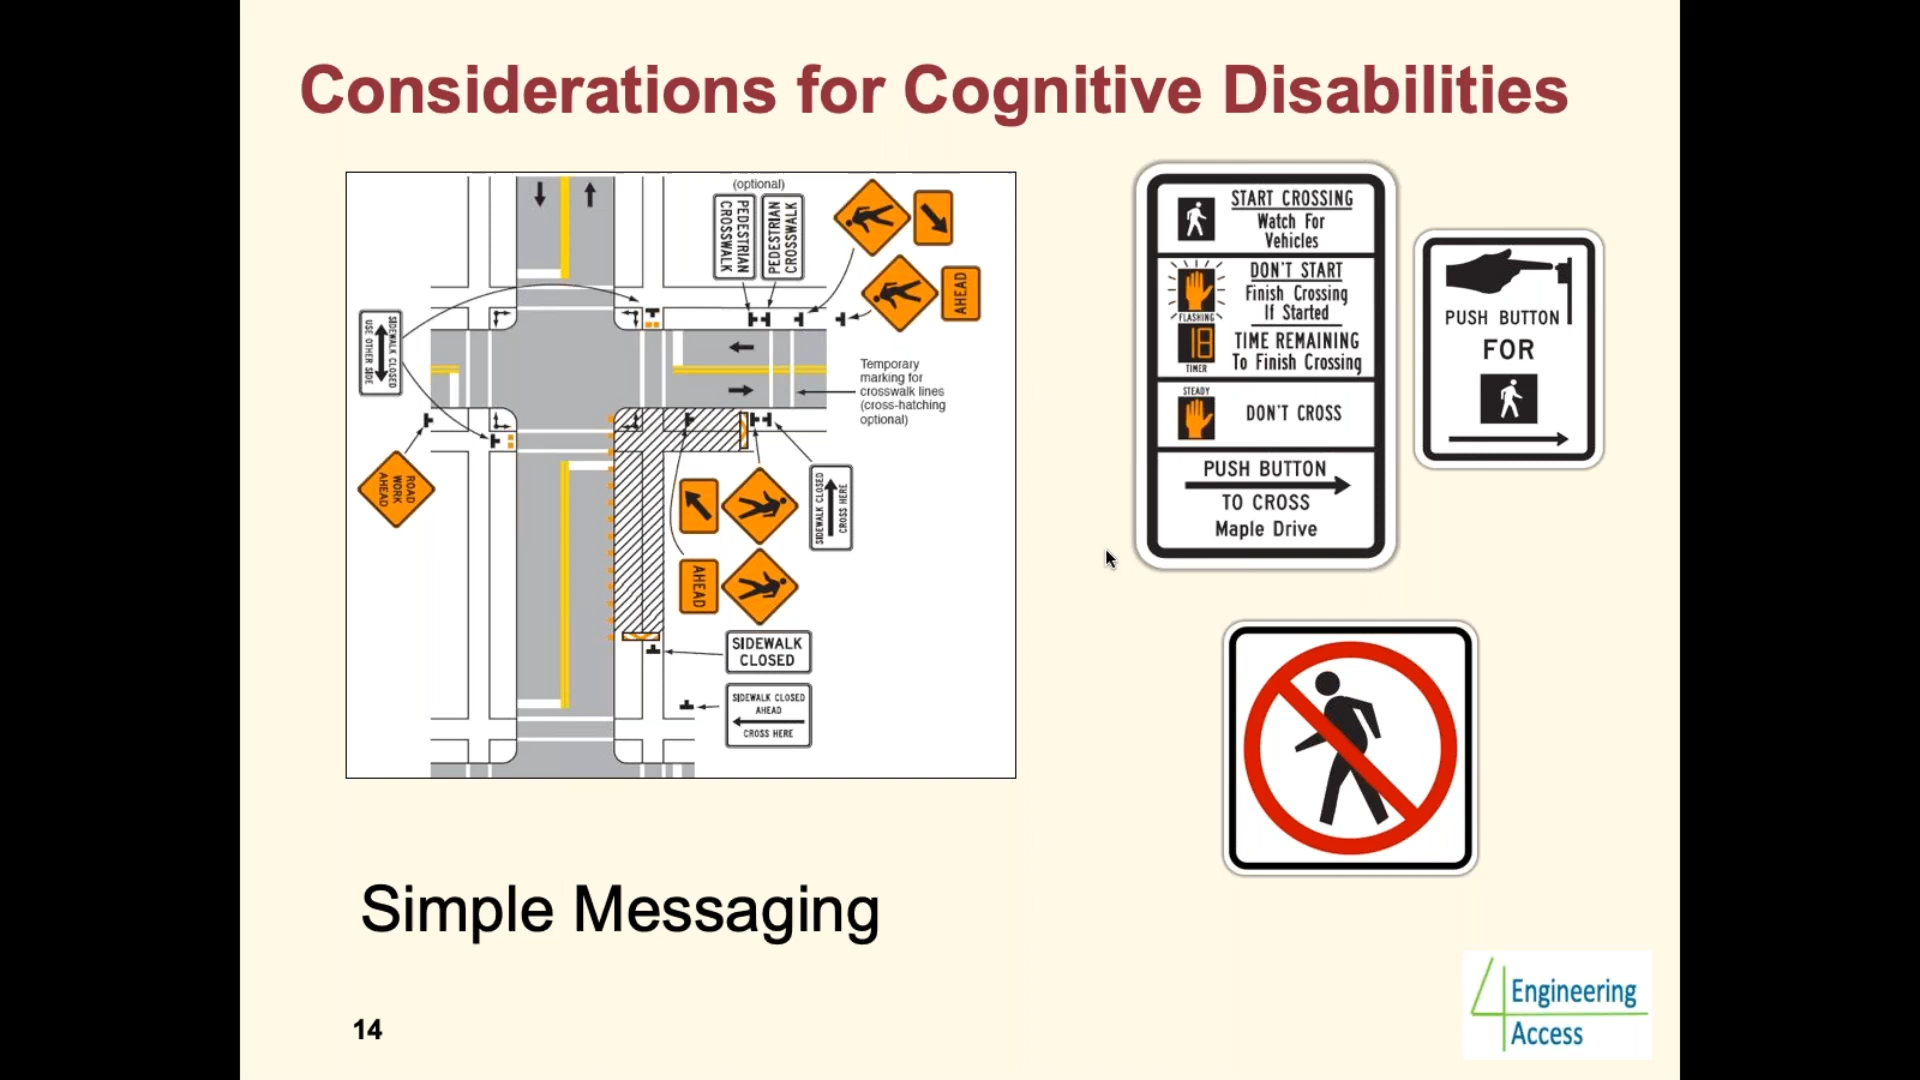 Considerations for Cognitive Disabilities
(optional)
PEDESTRIAN
CROSSWALK
PEDESTRIAN
CROSSWALK
AHEAD
SIDEWALK CLOSED
USE OTHER SIDE
Temporary
marking for
crosswalk lines
(cross-hatching
optional)
ROAD
WORK
AHEAD
SIDEWALK CLOSED
CROSS HERE
AHEAD
SIDEWALK
CLOSED
SIDEWALK CLOSED
AHEAD
CROSS HERE
START CROSSING
Watch For
Vehicles
DON'T START
Finish Crossing
If Started
FLASHING
18
TIME REMAINING
To Finish Crossing
TIMER
STEADY
DON'T CROSS
PUSH BUTTON
TO CROSS
Maple Drive
PUSH BUTTON
FOR
Simple Messaging
14
4 Engineering
Access